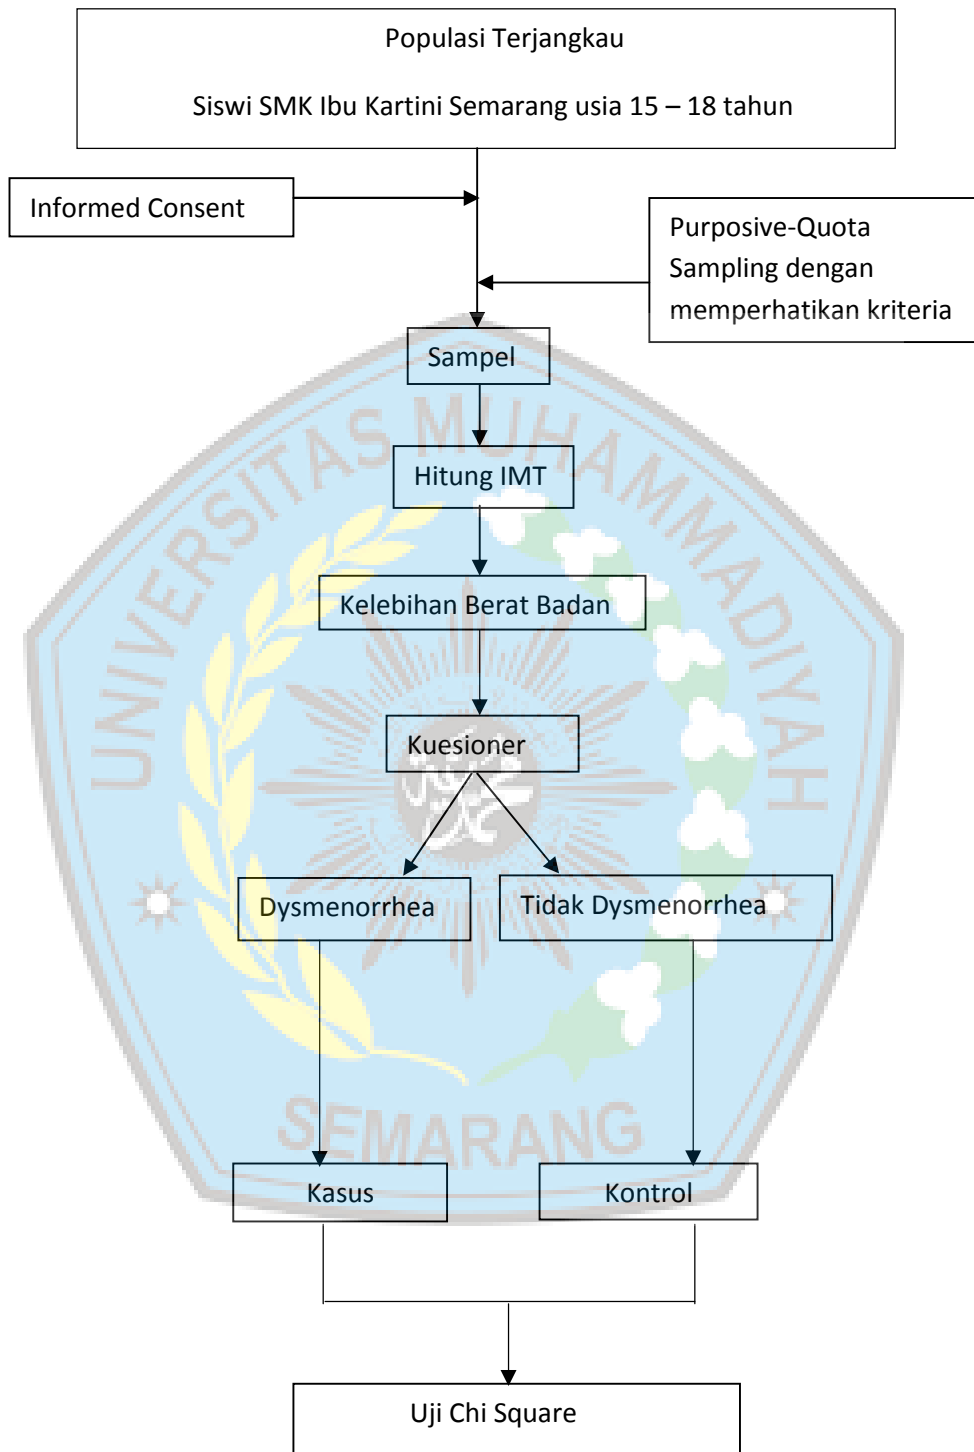 Populasi Terjangkau
Siswi SMK Ibu Kartini Semarang usia 15 – 18 tahun
Informed Consent
Purposive-Quota
Sampling dengan
memperhatikan kriteria
Sampel
Hitung IMT
Kelebihan Berat Badan
Kuesioner
Dysmenorrhea
Tidak Dysmenorrhea
Kasus
Kontrol
Uji Chi Square
UNIVERSITAS MUHAMMADIYAH
SEMARANG